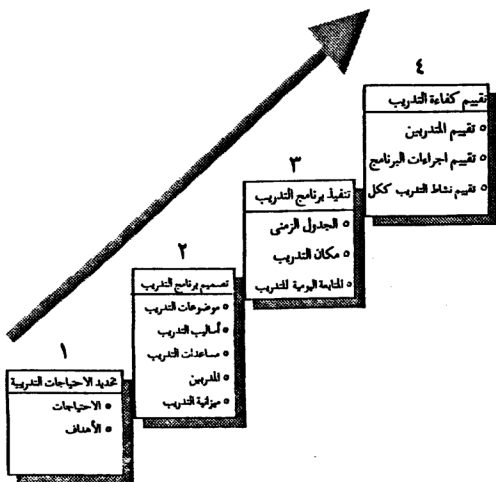 ١
تحديد الاحتياجات التدريبية
الاحتياجات
الأهداف
٢
تصميم برنامج التدريب
موضوعات التدريب
أساليب التدريب
مساعدات التدريب
المدربين
ميزانية التدريب
٣
تنفيذ برنامج التدريب
الجدول الزمنى
مكان التدريب
المتابعة اليومية للتدريب
٤
تقييم كفاءة التدريب
تقييم المتدربين
تقييم اجراءات البرنامج
تقييم نشاط التدريب ككل